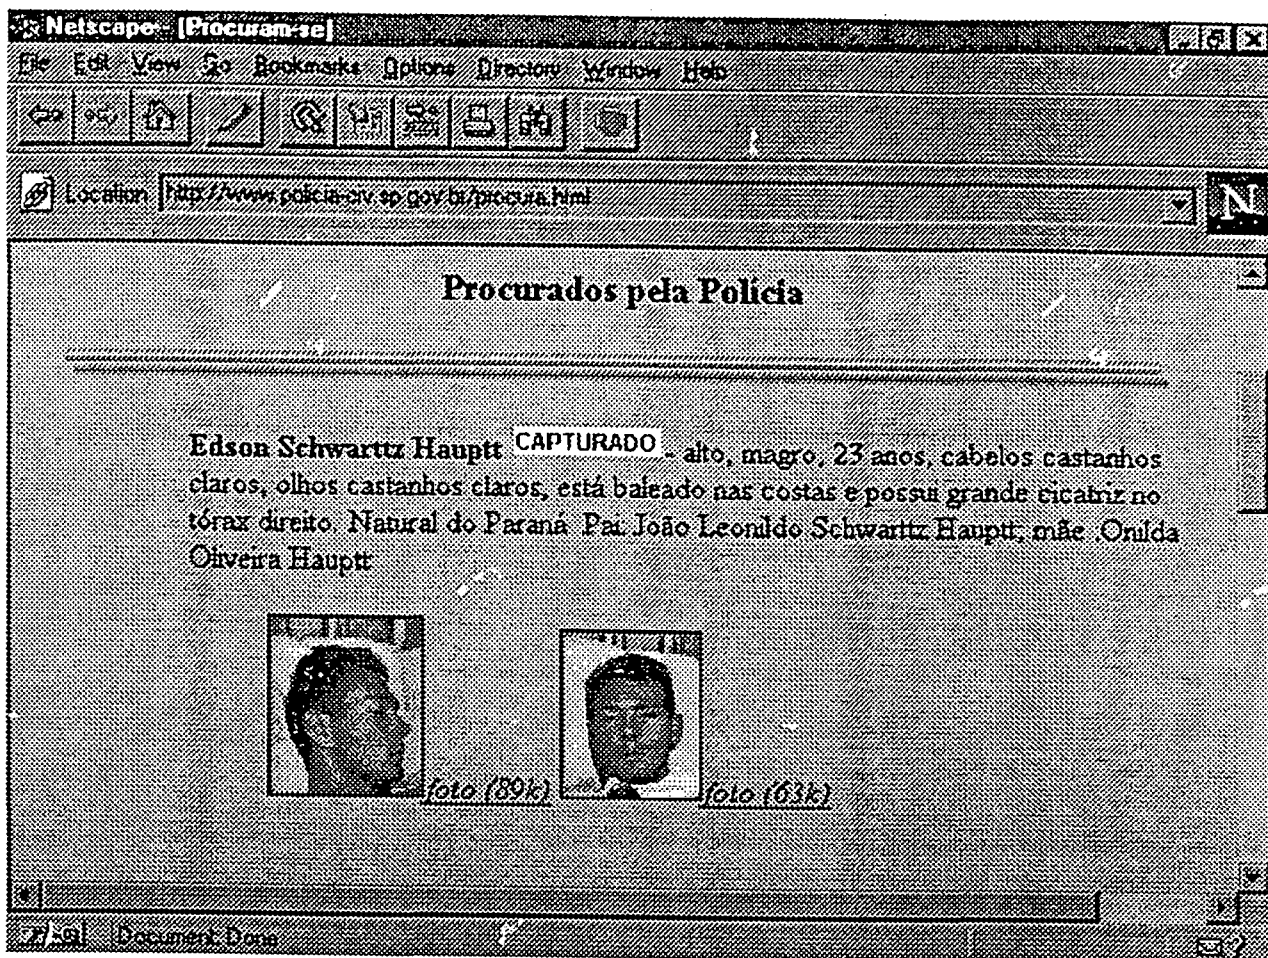 Netscape - [Procuram-se]
File Edit View Go Bookmarks Options Directory Window Help
Location: http://www.policia-civ.sp.gov.br/procura.html
N
Procurados pela Policia
Edson Schwarttz Hauptt CAPTURADO - alto, magro, 23 anos, cabelos castanhos
claros, olhos castanhos claros, está baleado nas costas e possui grande cicatriz no
tórax direito. Natural do Paraná. Pai: João Leonildo Schwarttz Hauptt; mãe :Onilda
Oliveira Hauptt
foto (89k) foto (63k)
Document: Done